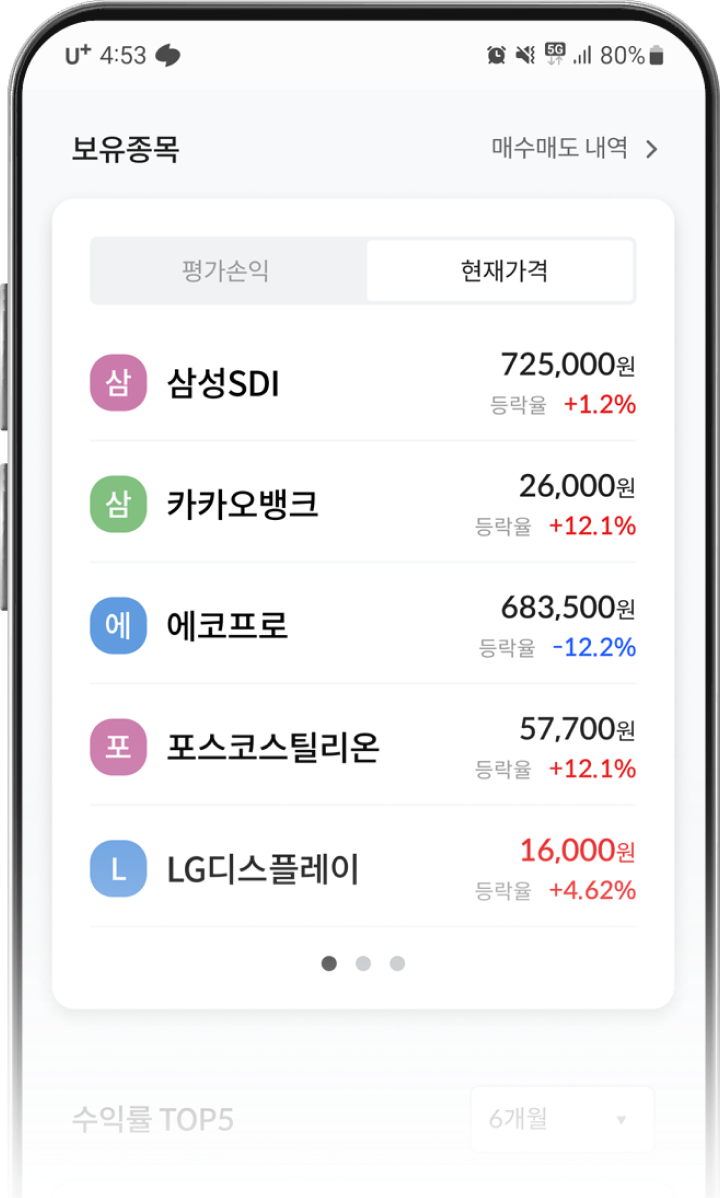 U+ 4:53 5G 80%
보유종목 매수매도 내역
평가손익 현재가격
삼 삼성SDI 725,000원
등락율 +1.2%
삼 카카오뱅크 26,000원
등락율 +12.1%
에 에코프로 683,500원
등락율 -12.2%
포 포스코스틸리온 57,700원
등락율 +12.1%
L LG디스플레이 16,000원
등락율 +4.62%
수익률 TOP5 6개월